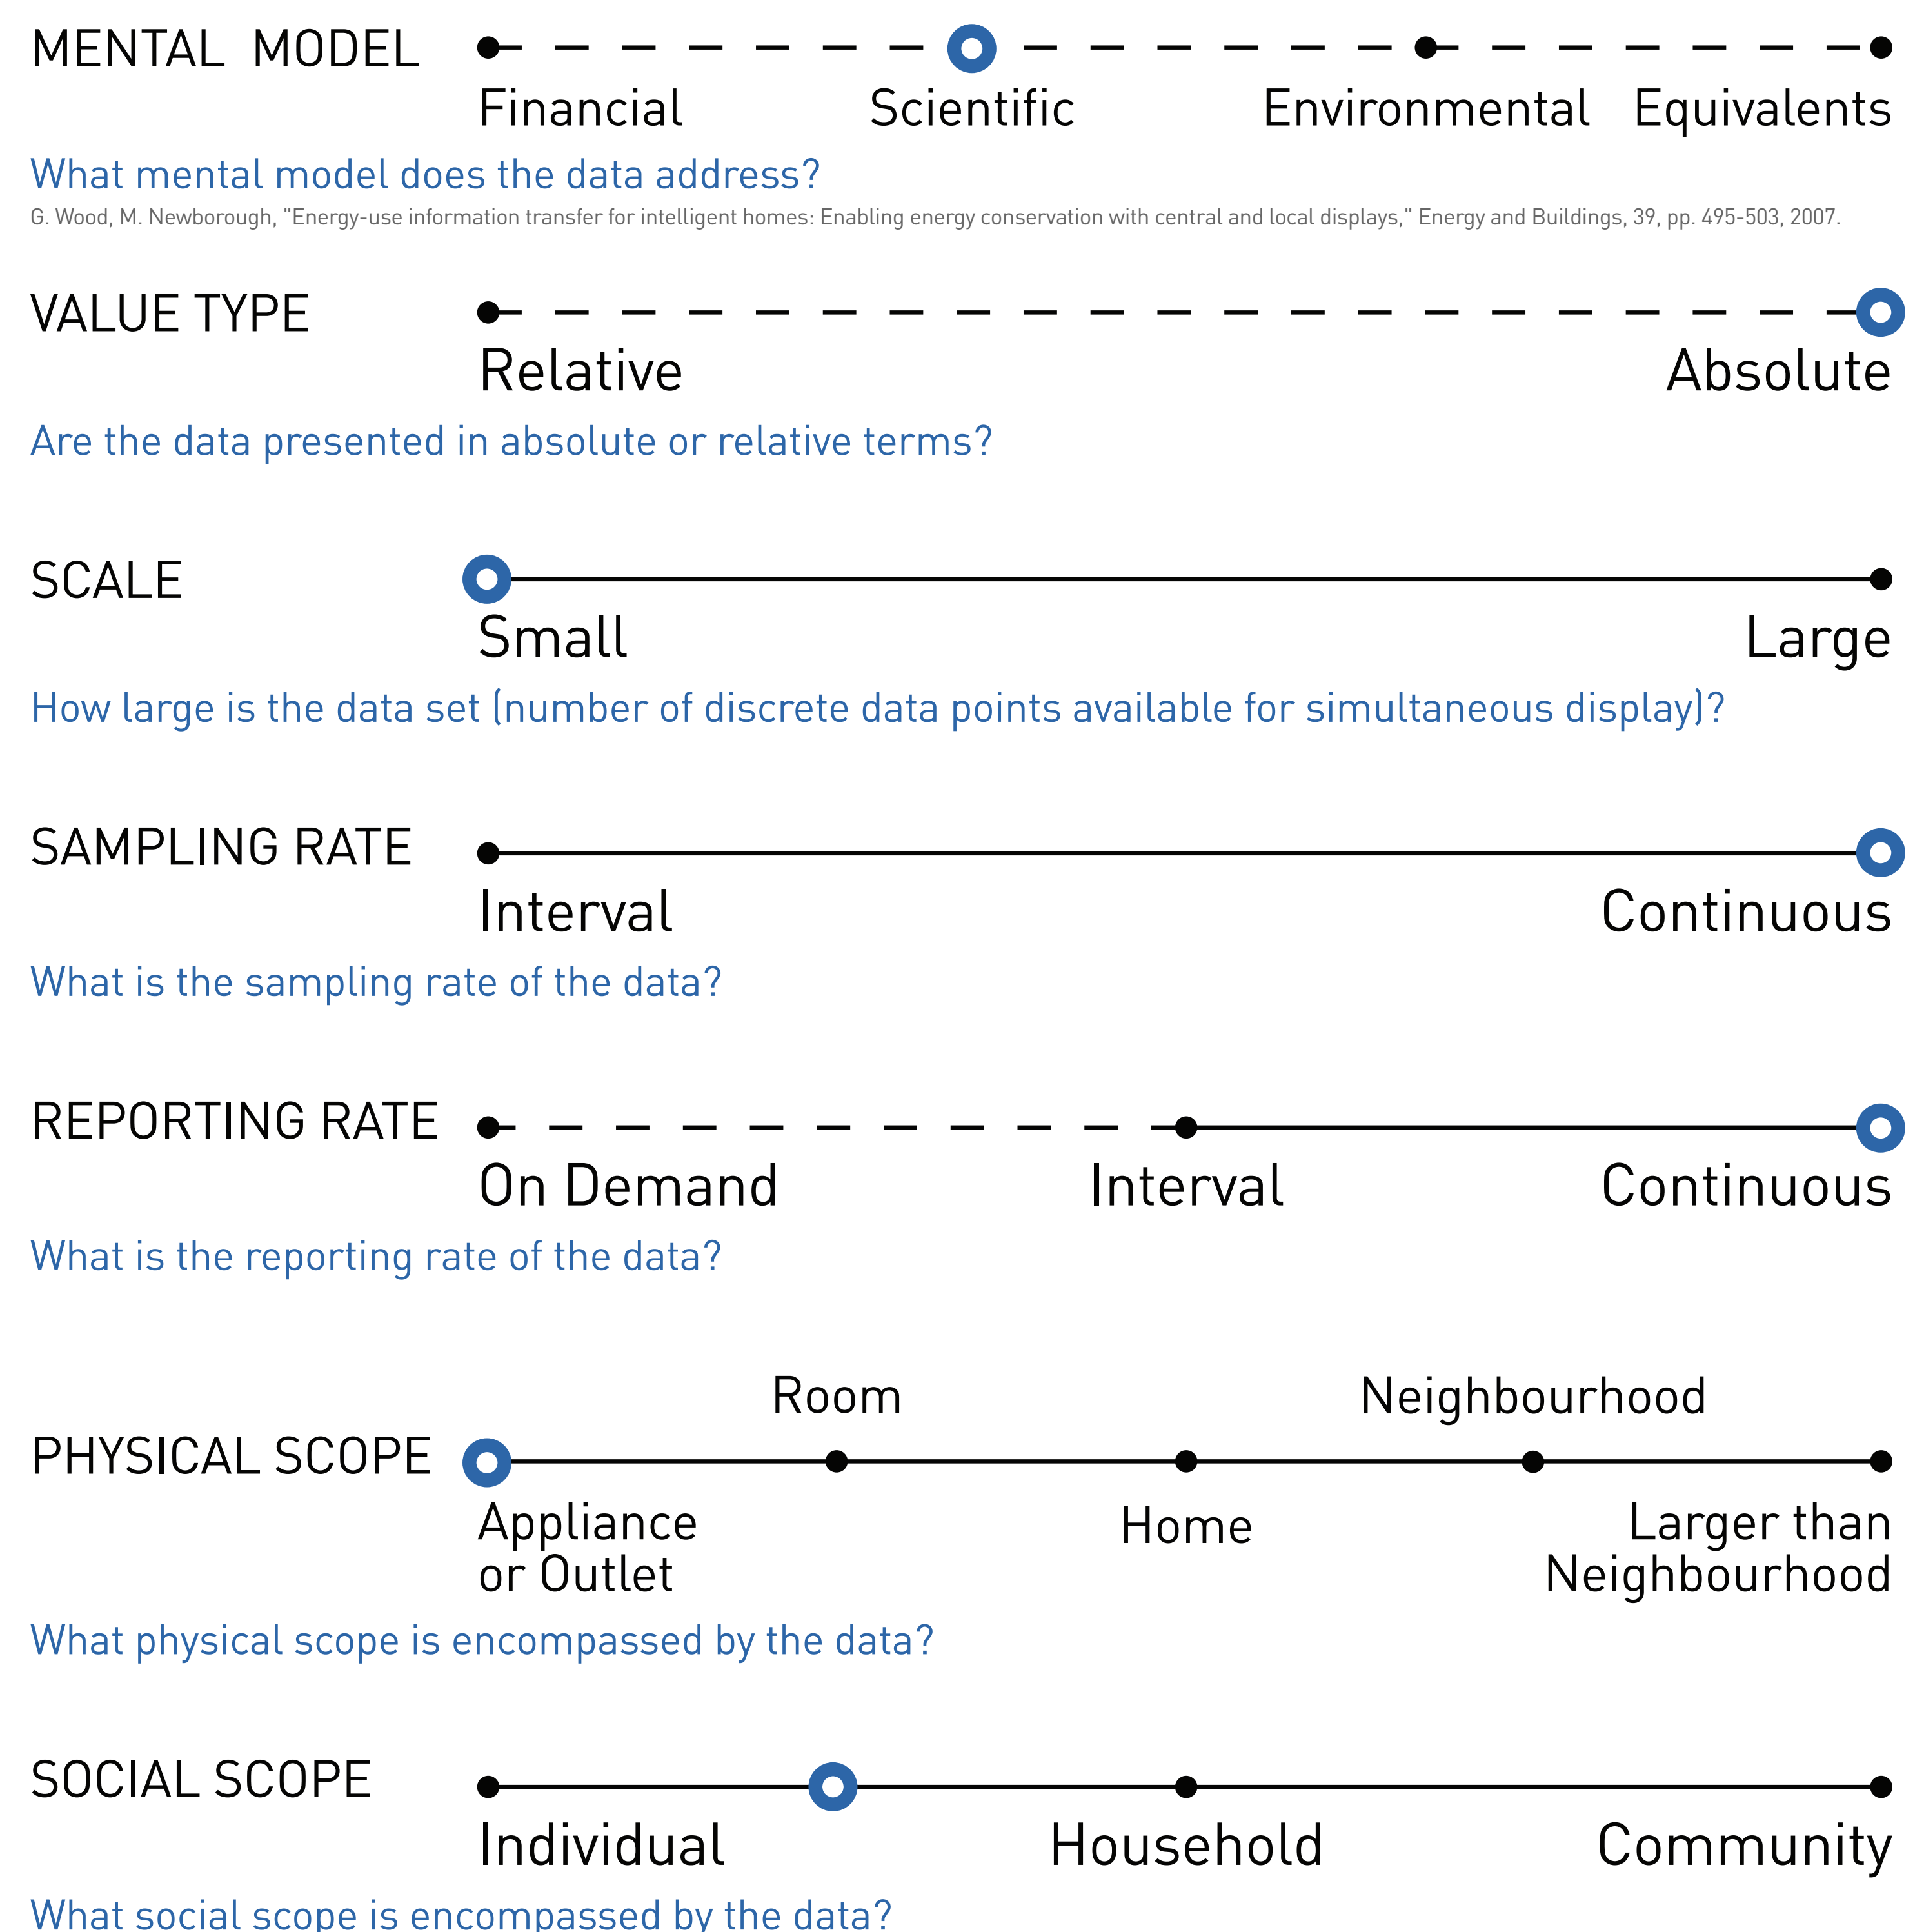 MENTAL MODEL
Financial Scientific Environmental Equivalents
What mental model does the data address?
G. Wood, M. Newborough, "Energy-use information transfer for intelligent homes: Enabling energy conservation with central and local displays," Energy and Buildings, 39, pp. 495-503, 2007.
VALUE TYPE
Relative Absolute
Are the data presented in absolute or relative terms?
SCALE
Small Large
How large is the data set (number of discrete data points available for simultaneous display)?
SAMPLING RATE
Interval Continuous
What is the sampling rate of the data?
REPORTING RATE
On Demand Interval Continuous
What is the reporting rate of the data?
Room Neighbourhood
PHYSICAL SCOPE
Appliance Home Larger than
or Outlet Neighbourhood
What physical scope is encompassed by the data?
SOCIAL SCOPE
Individual Household Community
What social scope is encompassed by the data?